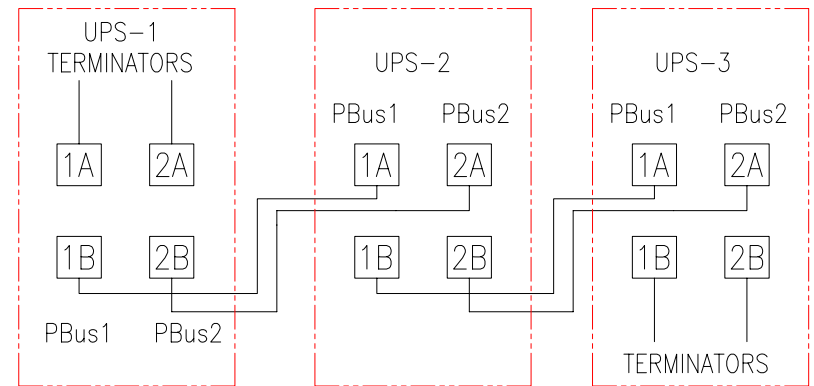 UPS-1
TERMINATORS
1A 2A
1B 2B
PBus1 PBus2
UPS-2
PBus1 PBus2
1A 2A
1B 2B
UPS-3
PBus1 PBus2
1A 2A
1B 2B
TERMINATORS